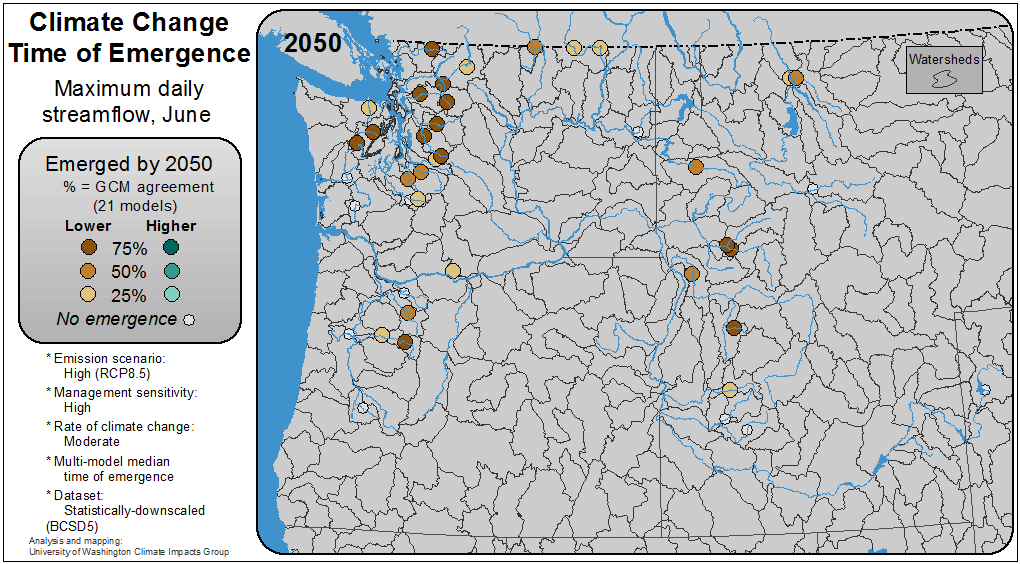 Climate Change
Time of Emergence
Maximum daily
streamflow, June
Emerged by 2050
% = GCM agreement
(21 models)
Lower Higher
75%
50%
25%
No emergence
* Emission scenario:
High (RCP8.5)
* Management sensitivity:
High
* Rate of climate change:
Moderate
* Multi-model median
time of emergence
* Dataset:
Statistically-downscaled
(BCSD5)
Analysis and mapping:
University of Washington Climate Impacts Group
2050
Watersheds